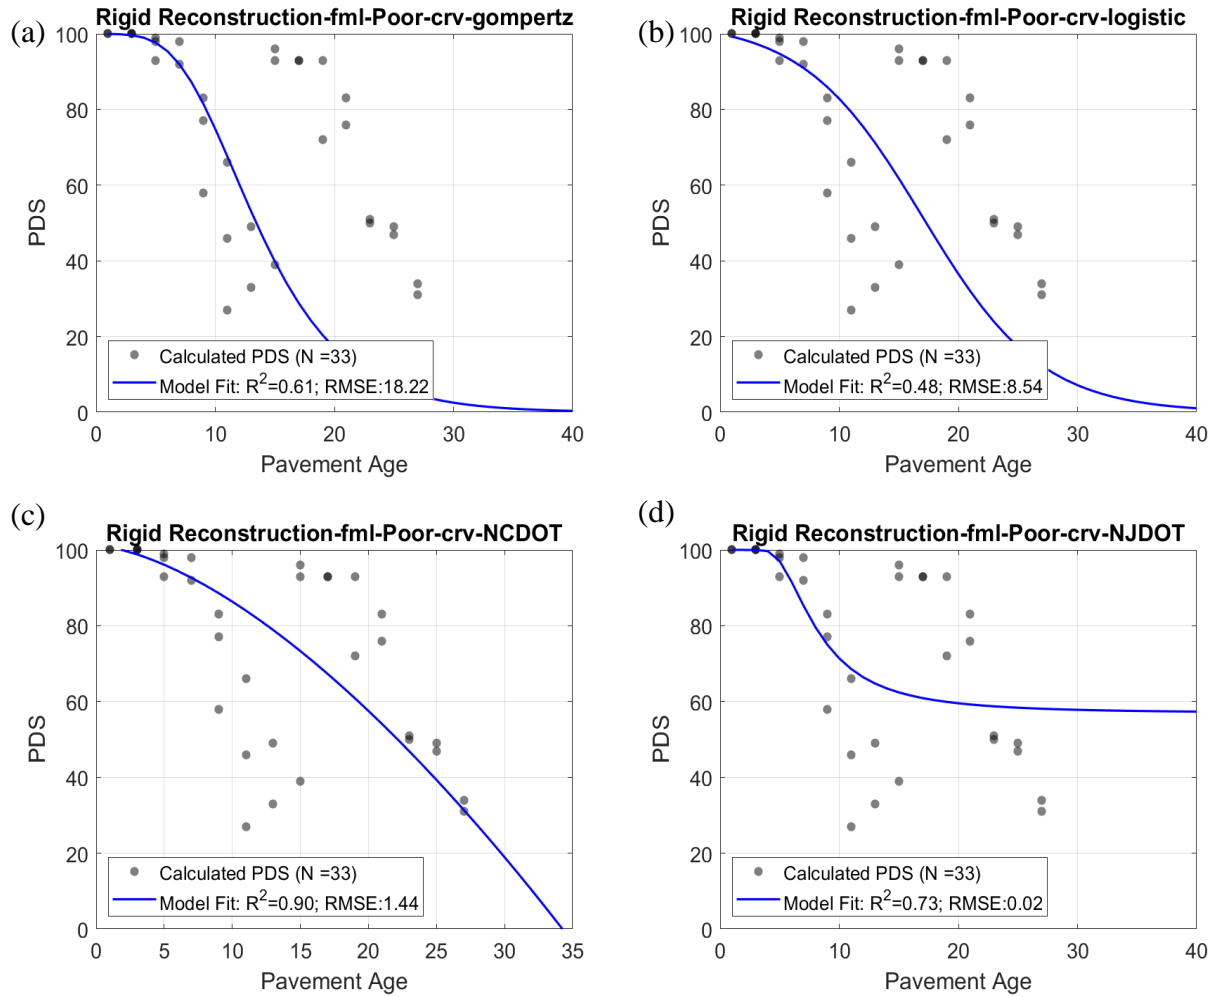 (a)
Rigid Reconstruction-fml-Poor-crv-gompertz
100
80
60
40
20
0
PDS
Calculated PDS (N =33)
Model Fit: R²=0.61; RMSE:18.22
0 10 20 30 40
Pavement Age
(b)
Rigid Reconstruction-fml-Poor-crv-logistic
100
80
60
40
20
0
PDS
Calculated PDS (N =33)
Model Fit: R²=0.48; RMSE:8.54
0 10 20 30 40
Pavement Age
(c)
Rigid Reconstruction-fml-Poor-crv-NCDOT
100
80
60
40
20
0
PDS
Calculated PDS (N =33)
Model Fit: R²=0.90; RMSE:1.44
0 5 10 15 20 25 30 35
Pavement Age
(d)
Rigid Reconstruction-fml-Poor-crv-NJDOT
100
80
60
40
20
0
PDS
Calculated PDS (N =33)
Model Fit: R²=0.73; RMSE:0.02
0 10 20 30 40
Pavement Age